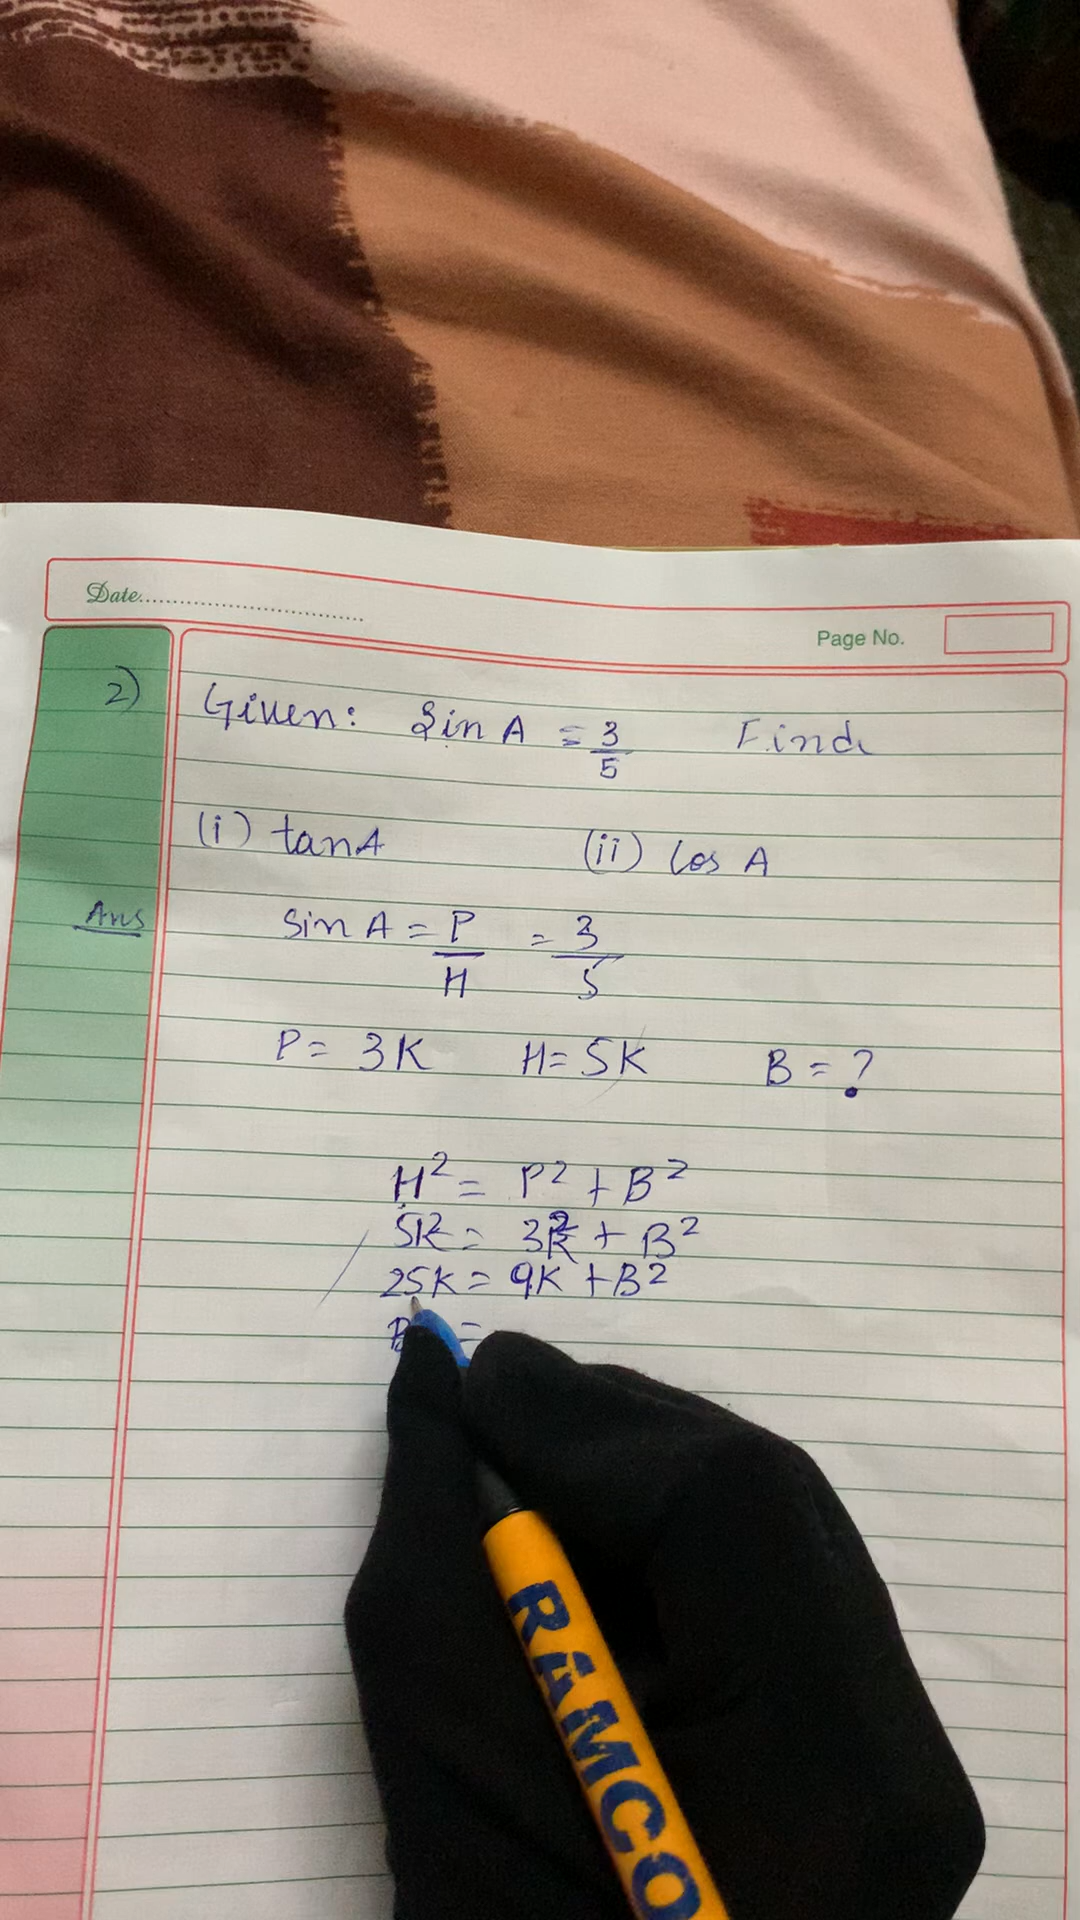 Date
Page No.
2) Given: Sin A = 3/5 Find
(i) tanA (ii) Cos A
Ans sin A = P/H = 3/5
P = 3K H = 5K B = ?
H² = P² + B²
5K² = 3K² + B²
25K = 9K + B²
B =
RAMCO